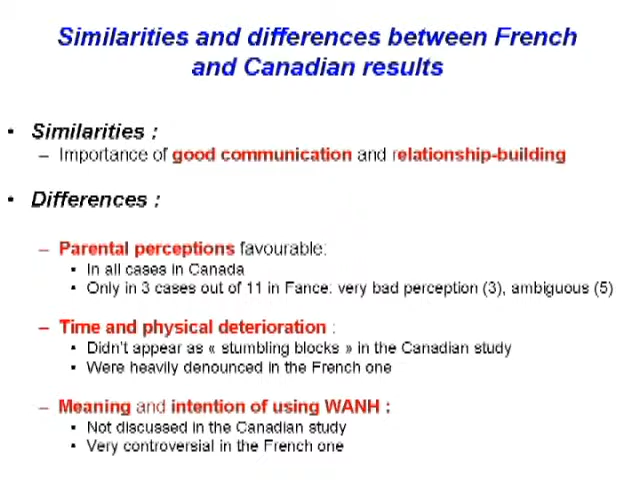 Similarities and differences between French
and Canadian results
• Similarities :
– Importance of good communication and relationship-building
• Differences :
– Parental perceptions favourable:
• In all cases in Canada
• Only in 3 cases out of 11 in Fance: very bad perception (3), ambiguous (5)
– Time and physical deterioration :
• Didn't appear as « stumbling blocks » in the Canadian study
• Were heavily denounced in the French one
– Meaning and intention of using WANH :
• Not discussed in the Canadian study
• Very controversial in the French one